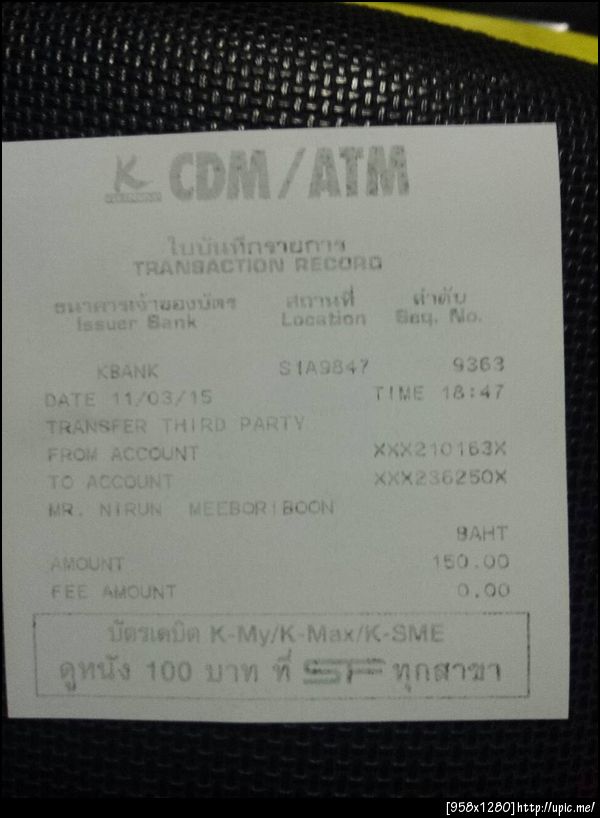 K CDM/ATM
ใบบันทึกรายการ
TRANSACTION RECORD
ธนาคารเจ้าของบัตร สถานที่ ลำดับ
Issuer Bank Location Seq. No.
KBANK S1A9847 9363
DATE 11/03/15 TIME 18:47
TRANSFER THIRD PARTY
FROM ACCOUNT XXX210163X
TO ACCOUNT XXX236250X
MR. NIRUN MEEBORIBOON
BAHT
AMOUNT 150.00
FEE AMOUNT 0.00
บัตรเดบิต K-My/K-Max/K-SME
ดูหนัง 100 บาท ที่ SF ทุกสาขา
[958x1280]http://upic.me/